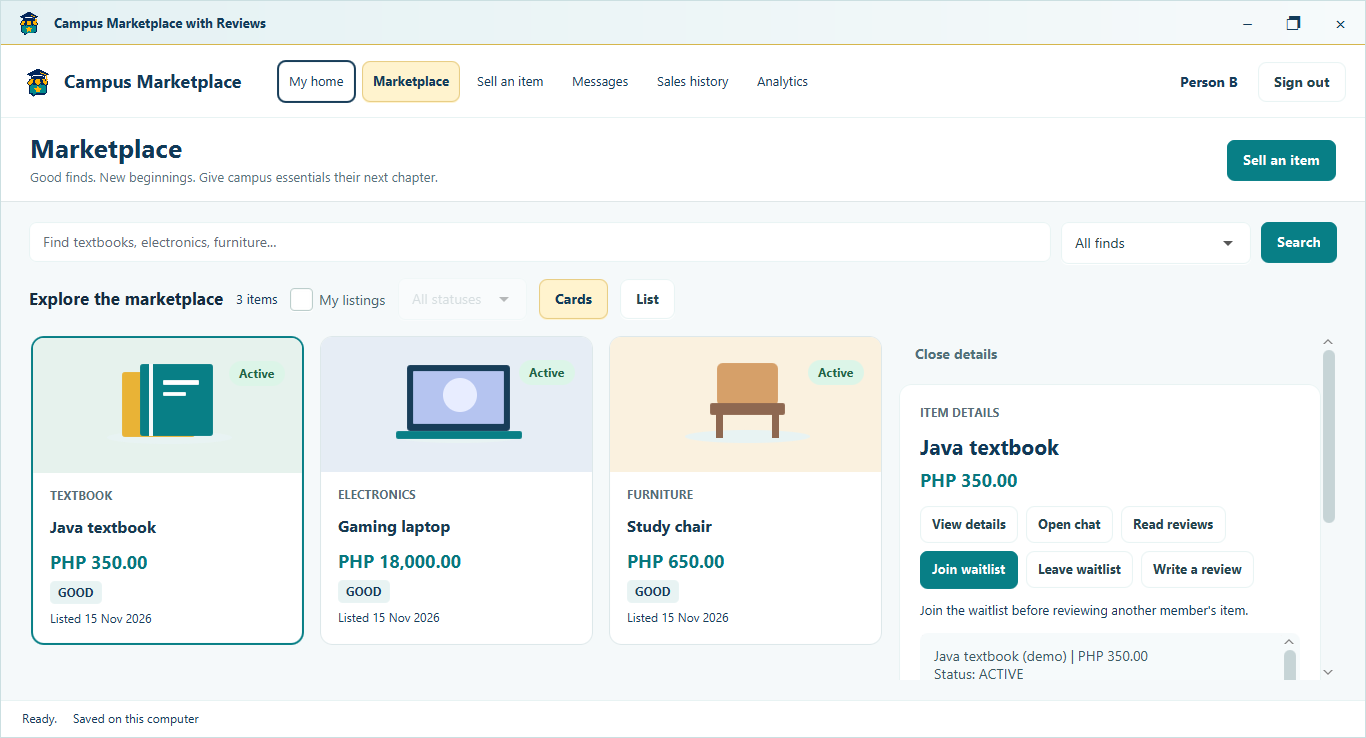 Campus Marketplace with Reviews
Campus Marketplace
My home
Marketplace
Sell an item
Messages
Sales history
Analytics
Person B
Sign out
Marketplace
Good finds. New beginnings. Give campus essentials their next chapter.
Sell an item
Find textbooks, electronics, furniture...
All finds
Search
Explore the marketplace
3 items
My listings
All statuses
Cards
List
Active
TEXTBOOK
Java textbook
PHP 350.00
GOOD
Listed 15 Nov 2026
Active
ELECTRONICS
Gaming laptop
PHP 18,000.00
GOOD
Listed 15 Nov 2026
Active
FURNITURE
Study chair
PHP 650.00
GOOD
Listed 15 Nov 2026
Close details
ITEM DETAILS
Java textbook
PHP 350.00
View details
Open chat
Read reviews
Join waitlist
Leave waitlist
Write a review
Join the waitlist before reviewing another member's item.
Java textbook (demo) | PHP 350.00
Status: ACTIVE
Ready.
Saved on this computer